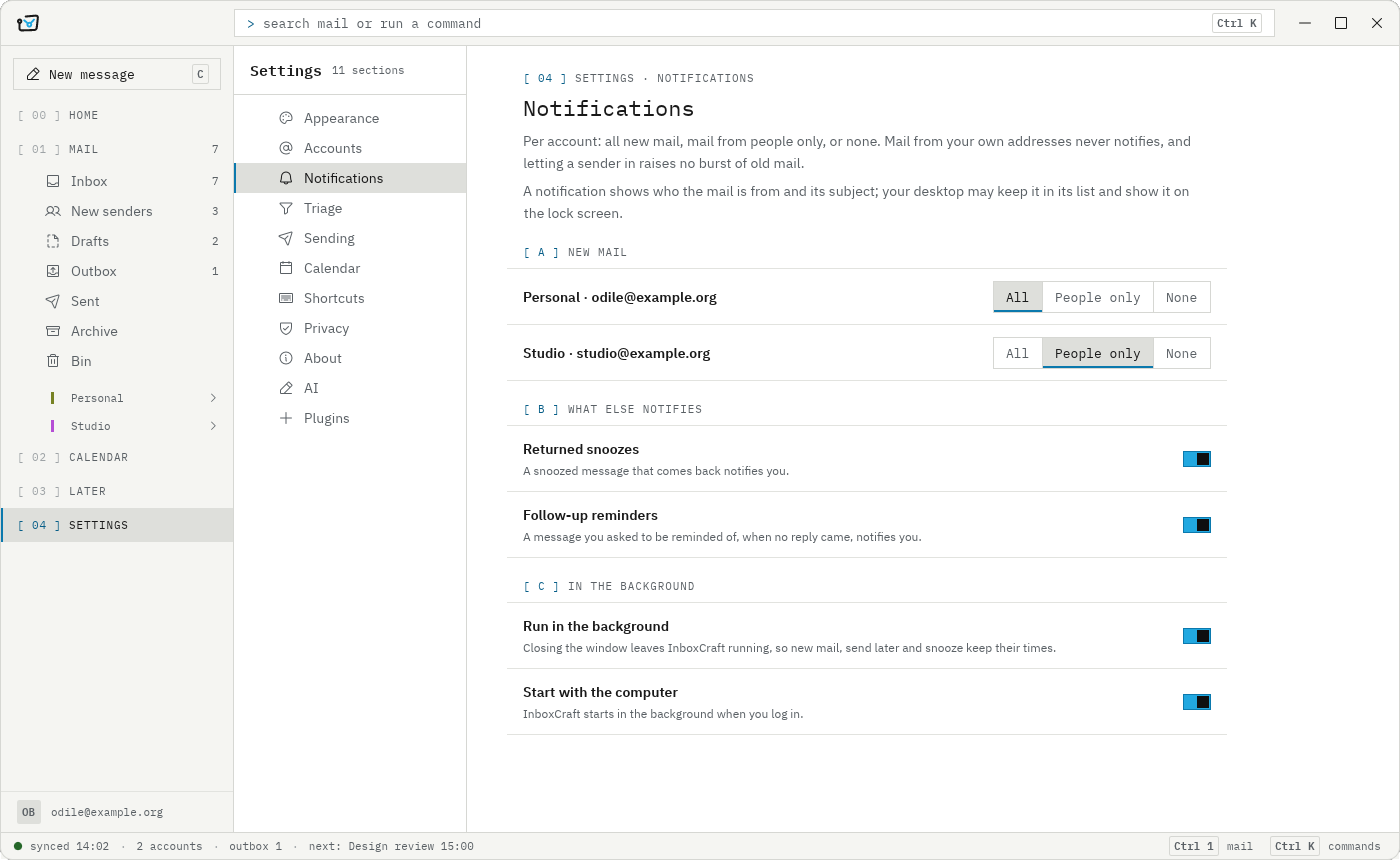 > search mail or run a command Ctrl K
New message C
[ 00 ] HOME
[ 01 ] MAIL 7
Inbox 7
New senders 3
Drafts 2
Outbox 1
Sent
Archive
Bin
Personal
Studio
[ 02 ] CALENDAR
[ 03 ] LATER
[ 04 ] SETTINGS
OB odile@example.org
Settings 11 sections
Appearance
Accounts
Notifications
Triage
Sending
Calendar
Shortcuts
Privacy
About
AI
Plugins
[ 04 ] SETTINGS · NOTIFICATIONS
Notifications
Per account: all new mail, mail from people only, or none. Mail from your own addresses never notifies, and
letting a sender in raises no burst of old mail.
A notification shows who the mail is from and its subject; your desktop may keep it in its list and show it on
the lock screen.
[ A ] NEW MAIL
Personal · odile@example.org All People only None
Studio · studio@example.org All People only None
[ B ] WHAT ELSE NOTIFIES
Returned snoozes
A snoozed message that comes back notifies you.
Follow-up reminders
A message you asked to be reminded of, when no reply came, notifies you.
[ C ] IN THE BACKGROUND
Run in the background
Closing the window leaves InboxCraft running, so new mail, send later and snooze keep their times.
Start with the computer
InboxCraft starts in the background when you log in.
synced 14:02 · 2 accounts · outbox 1 · next: Design review 15:00 Ctrl 1 mail Ctrl K commands